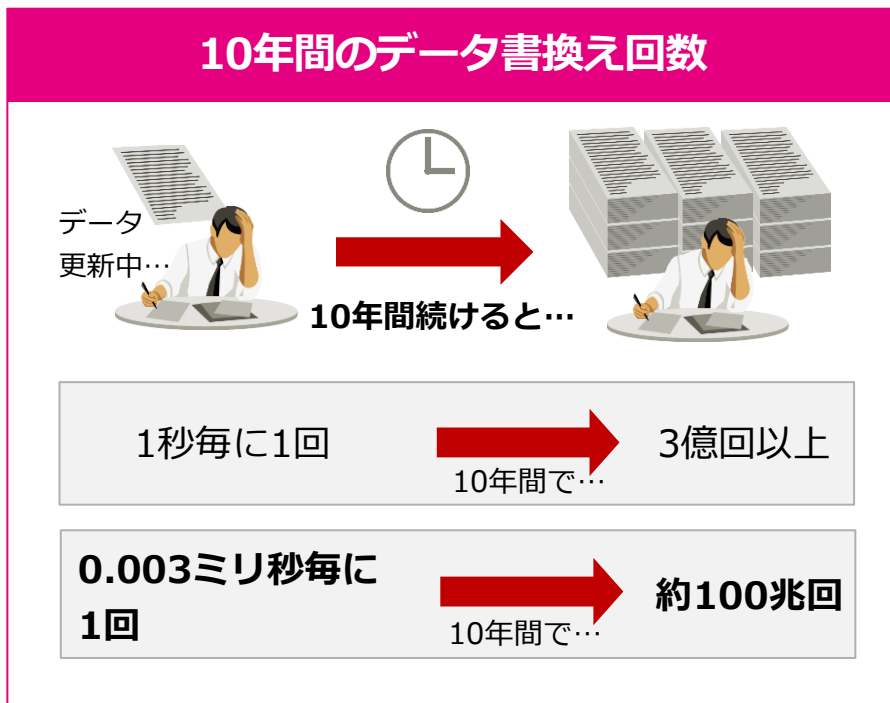 10年間のデータ書換え回数
データ
更新中…
10年間続けると…
1秒毎に1回
10年間で…
3億回以上
0.003ミリ秒毎に
1回
10年間で…
約100兆回